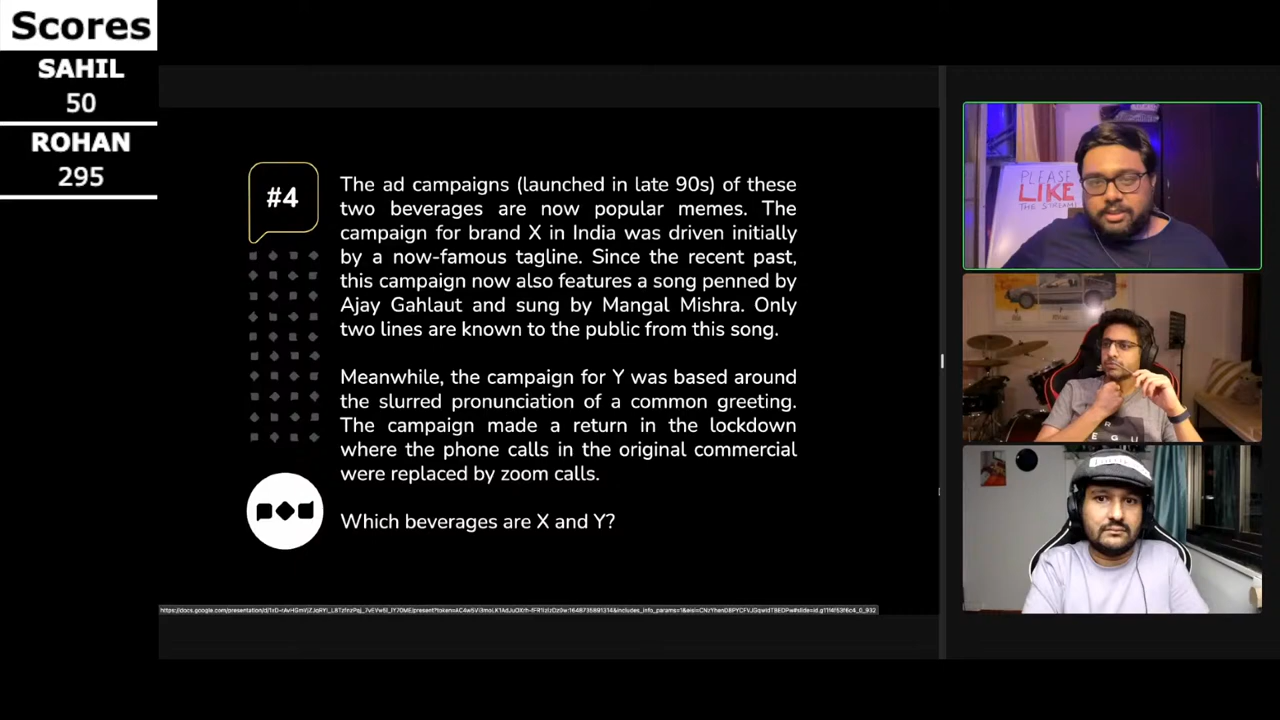 Scores
SAHIL
50
ROHAN
295
#4
The ad campaigns (launched in late 90s) of these
two beverages are now popular memes. The
campaign for brand X in India was driven initially
by a now-famous tagline. Since the recent past,
this campaign now also features a song penned by
Ajay Gahlaut and sung by Mangal Mishra. Only
two lines are known to the public from this song.
Meanwhile, the campaign for Y was based around
the slurred pronunciation of a common greeting.
The campaign made a return in the lockdown
where the phone calls in the original commercial
were replaced by zoom calls.
Which beverages are X and Y?
PLEASE
LIKE
THE STREAM!